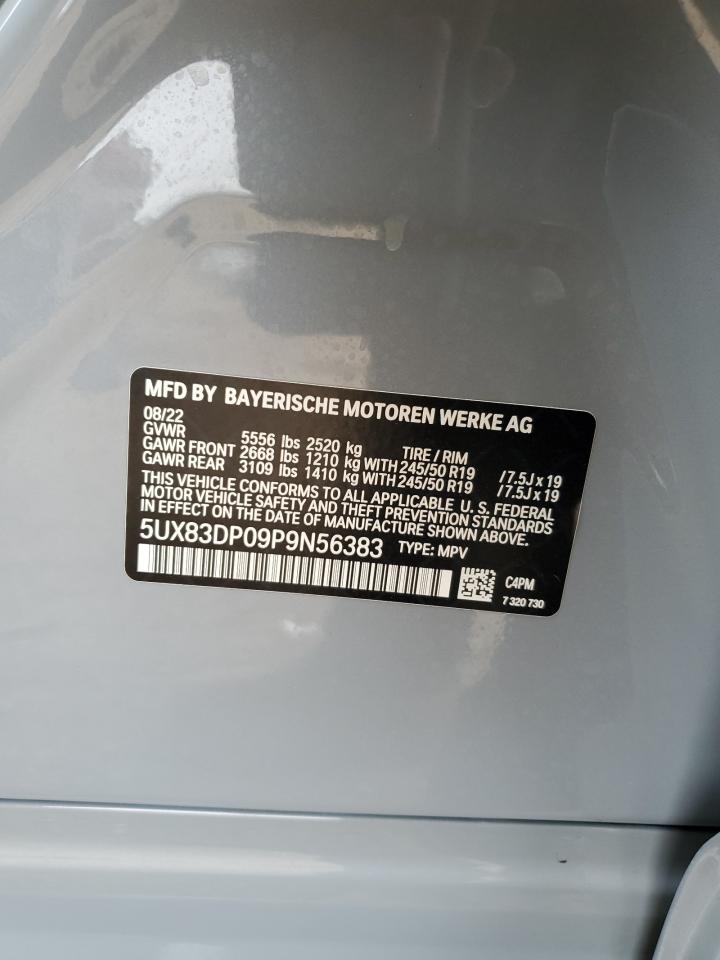 MFD BY BAYERISCHE MOTOREN WERKE AG
08/22
GVWR 5556 lbs 2520 kg TIRE / RIM
GAWR FRONT 2668 lbs 1210 kg WITH 245/50 R19 /7.5J x 19
GAWR REAR 3109 lbs 1410 kg WITH 245/50 R19 /7.5J x 19
THIS VEHICLE CONFORMS TO ALL APPLICABLE U. S. FEDERAL
MOTOR VEHICLE SAFETY AND THEFT PREVENTION STANDARDS
IN EFFECT ON THE DATE OF MANUFACTURE SHOWN ABOVE.
5UX83DP09P9N56383 TYPE: MPV
C4PM
7 320 730